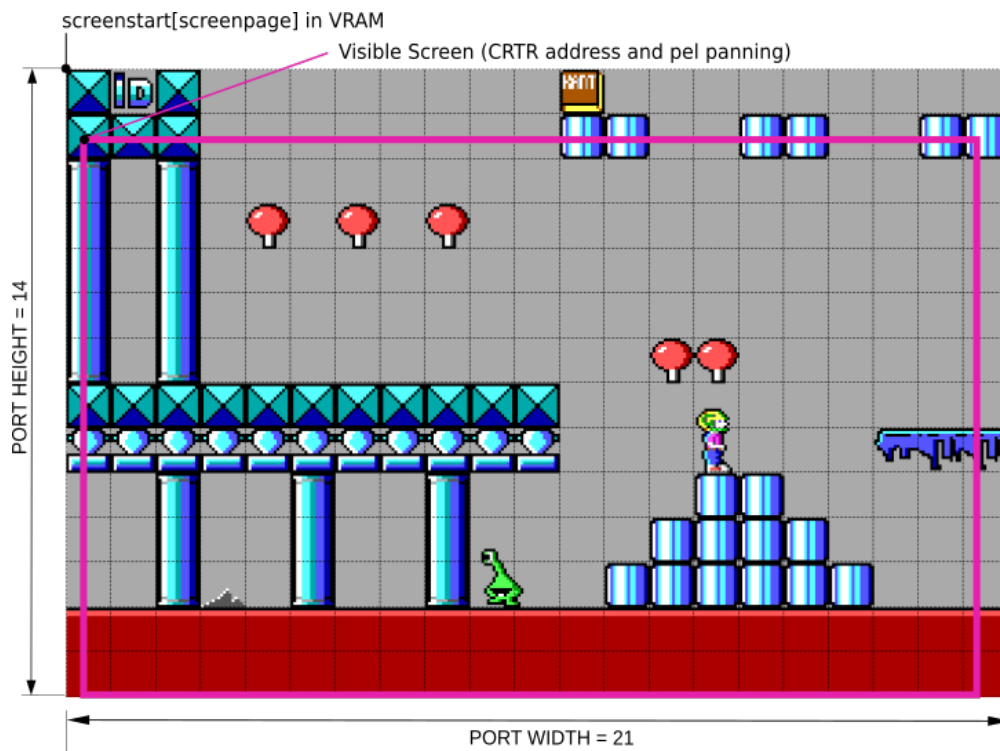 screenstart[screenpage] in VRAM
Visible Screen (CRTR address and pel panning)
ID
PORT HEIGHT = 14
PORT WIDTH = 21